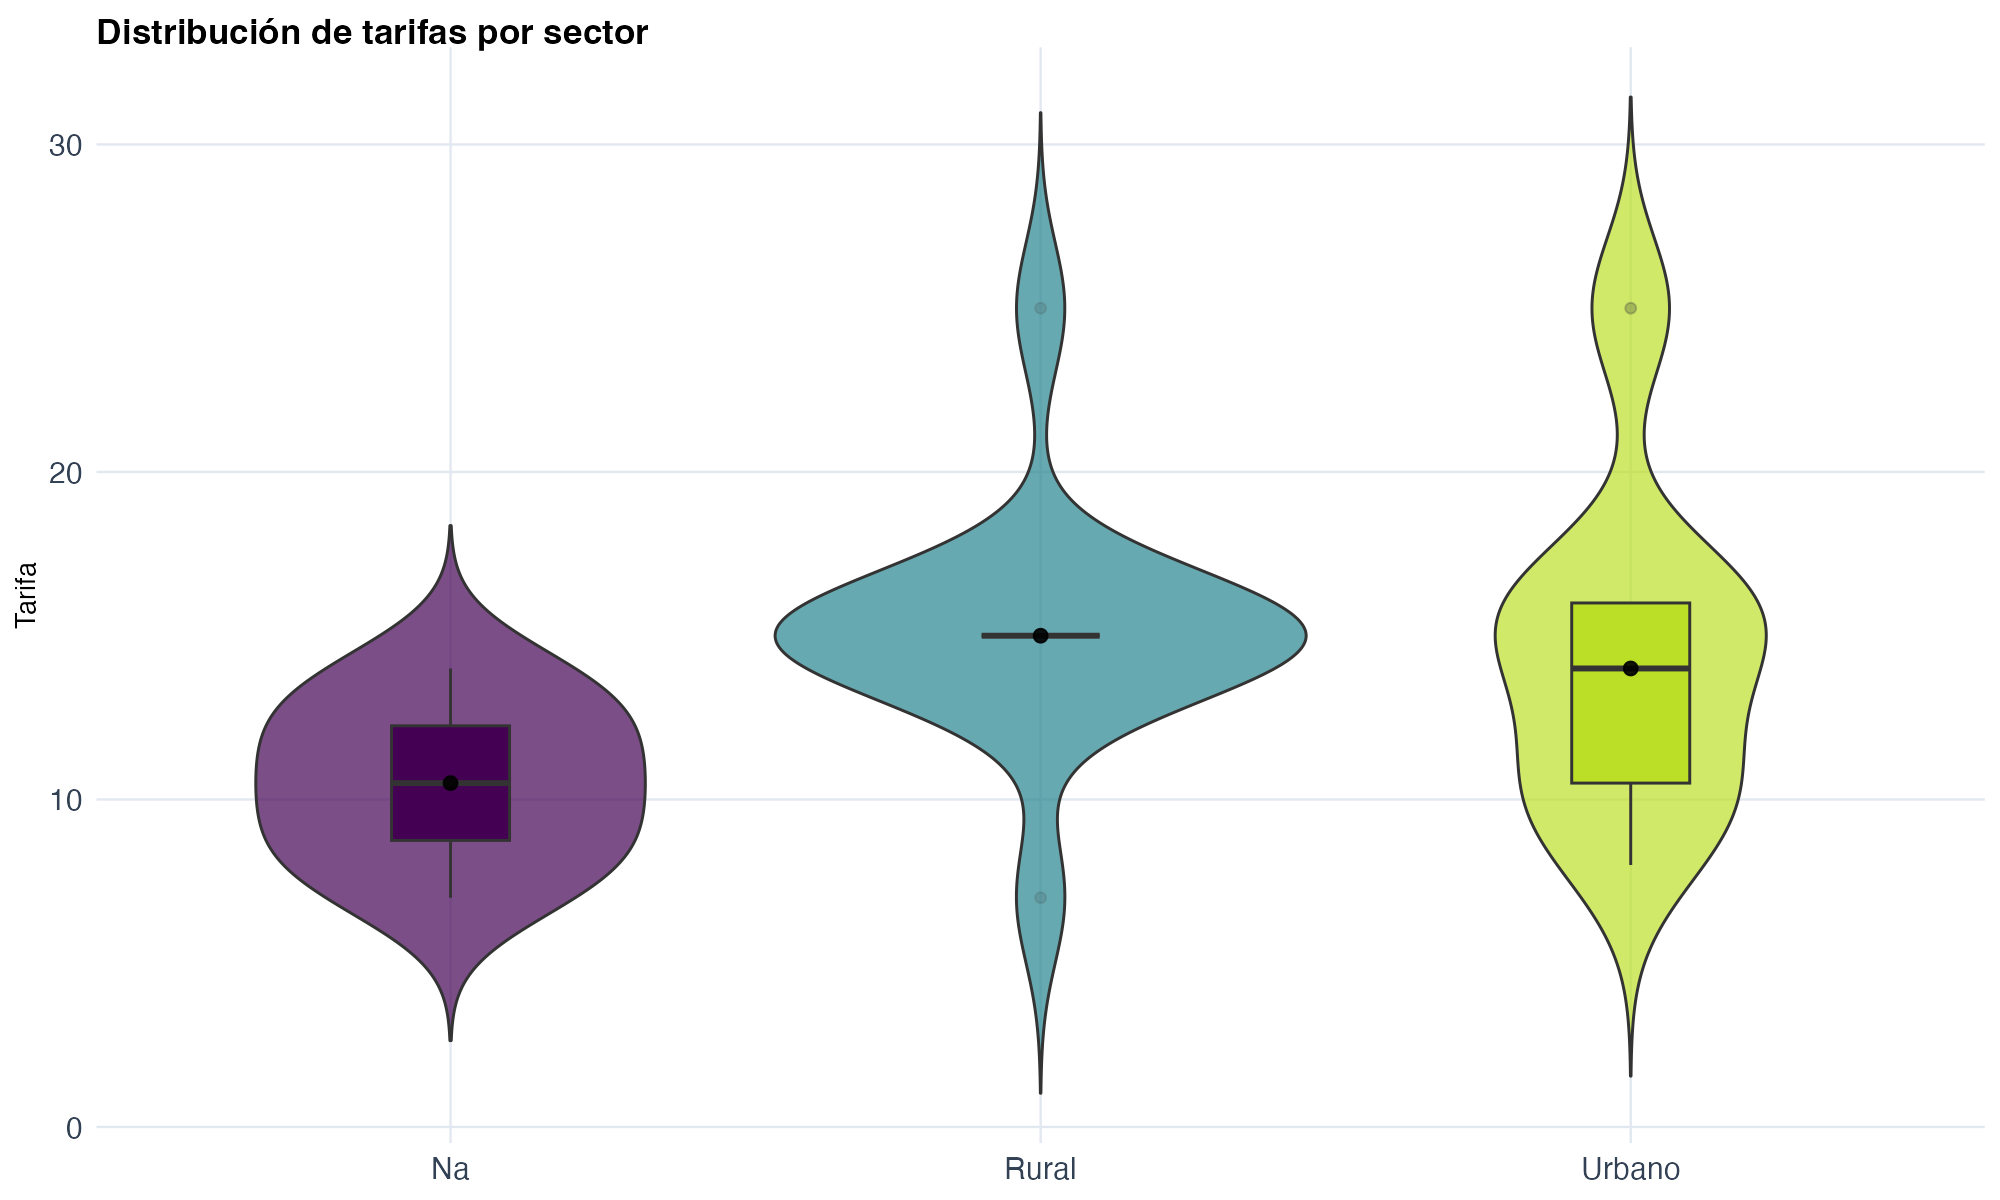 Distribución de tarifas por sector
30
20
10
0
Tarifa
Na
Rural
Urbano